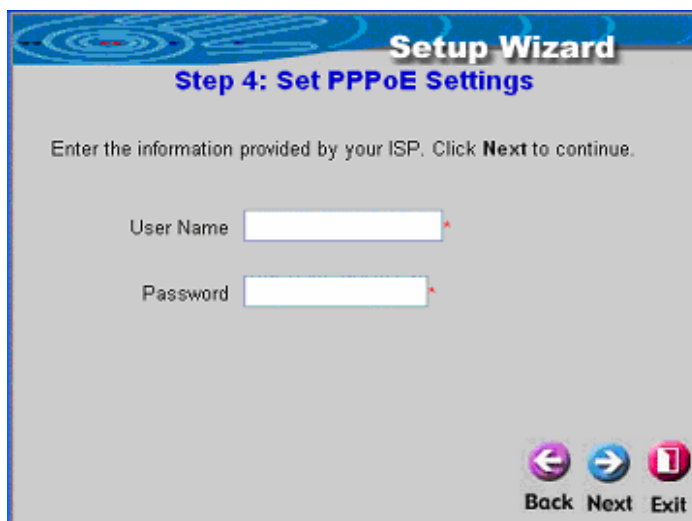 Setup Wizard
Step 4: Set PPPoE Settings
Enter the information provided by your ISP. Click Next to continue.
User Name *
Password *
Back Next Exit